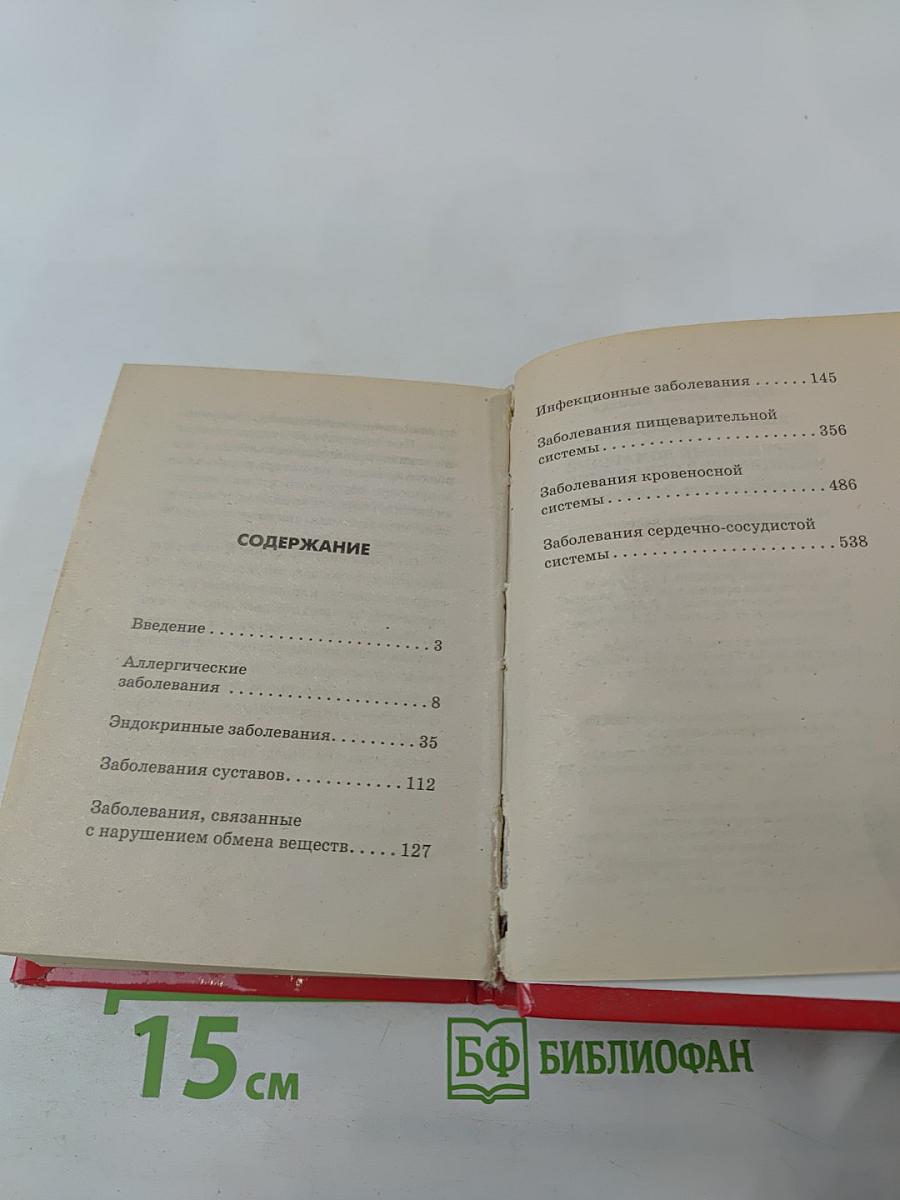 СОДЕРЖАНИЕ
Введение.......................3
Аллергические
заболевания ....................8
Эндокринные заболевания.........35
Заболевания суставов............112
Заболевания, связанные
с нарушением обмена веществ.....127
Инфекционные заболевания ......145
Заболевания пищеварительной
системы.......................356
Заболевания кровеносной
системы.......................486
Заболевания сердечно-сосудистой
системы.......................538
15 см
БФ БИБЛИОФАН